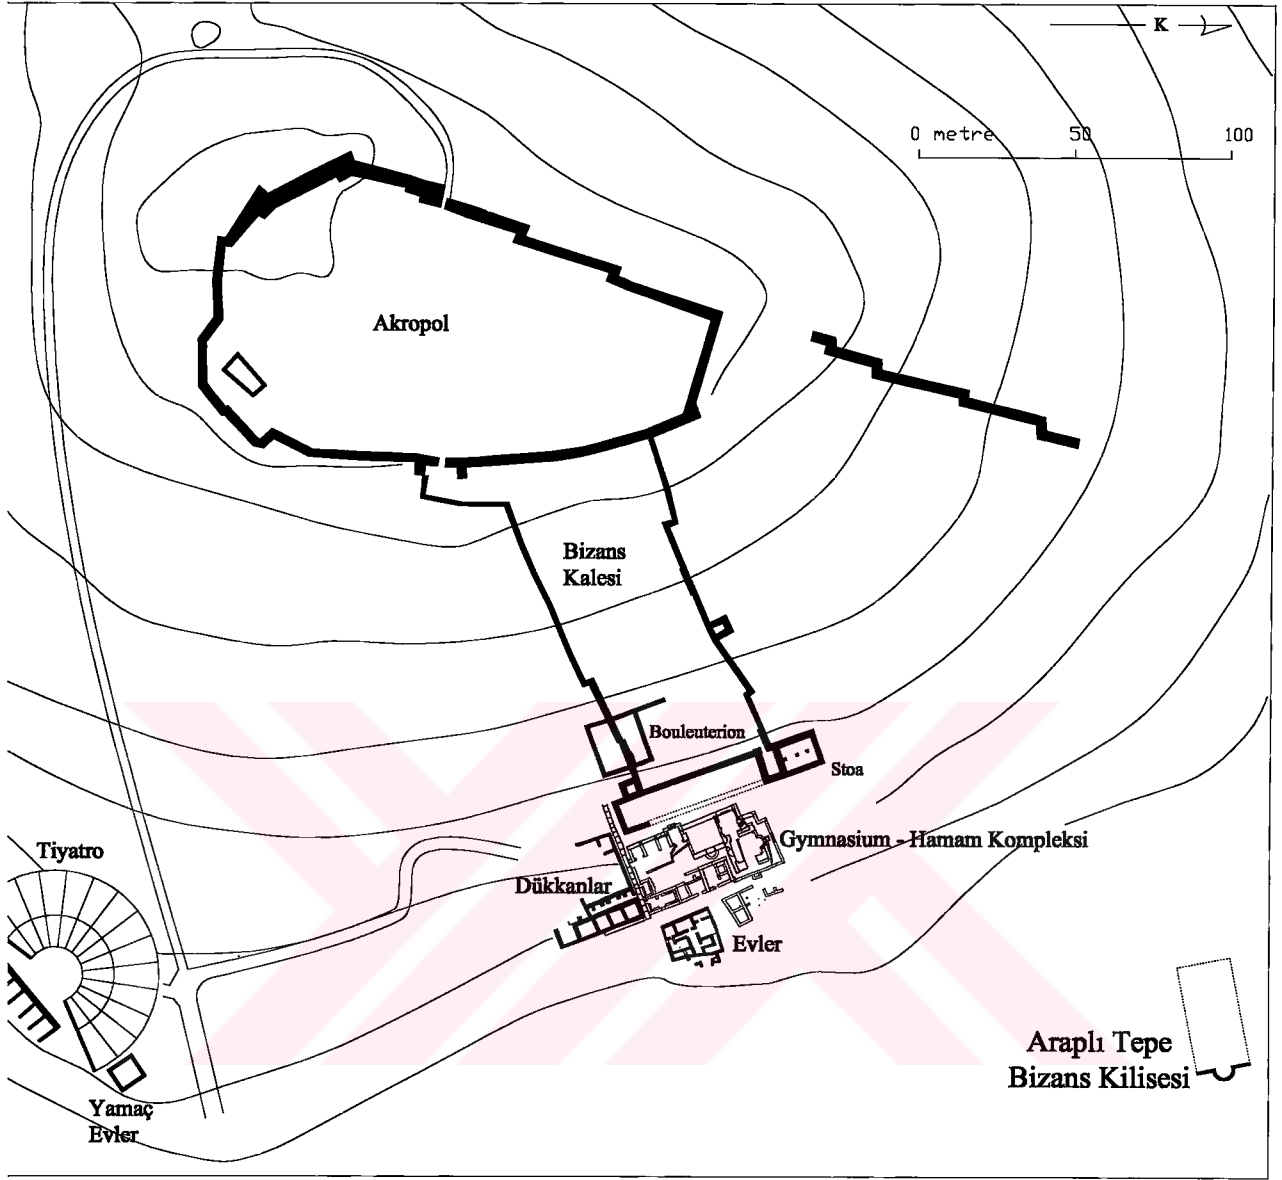 K
0 metre 50 100
Akropol
Bizans
Kalesi
Bouleuterion
Stoa
Gymnasium - Hamam Kompleksi
Tiyatro
Dükkanlar
Evler
Araplı Tepe
Bizans Kilisesi
Yamaç
Evler